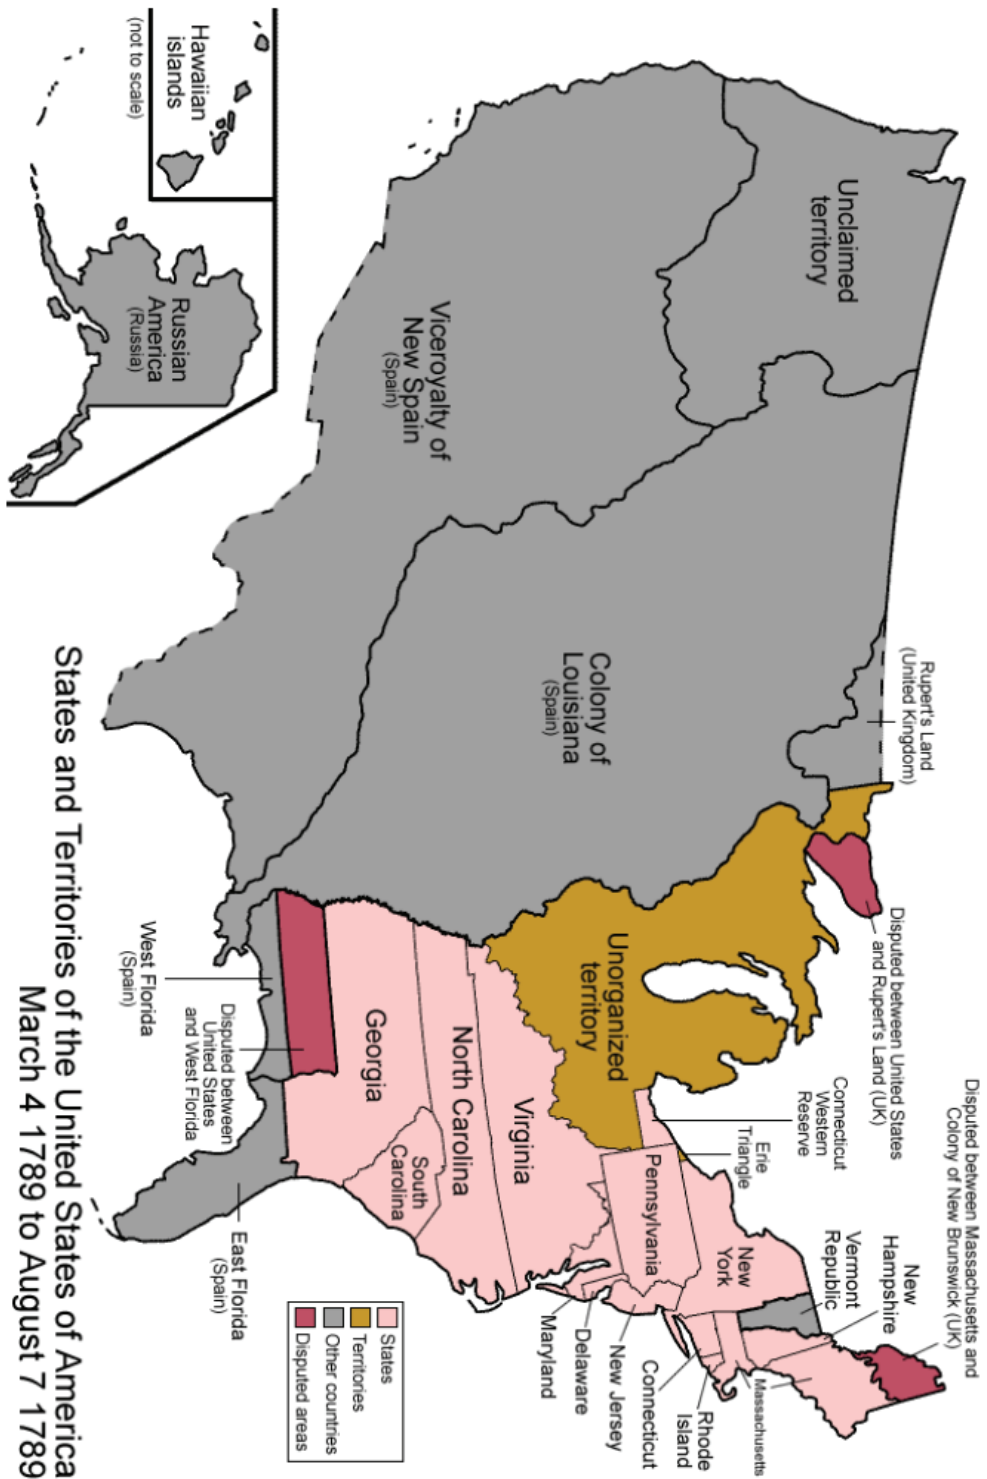 Hawaiian
islands
(not to scale)
Russian
America
(Russia)
Unclaimed
territory
Viceroyalty of
New Spain
(Spain)
Colony of
Louisiana
(Spain)
Rupert's Land
(United Kingdom)
Disputed between United States
and Rupert's Land (UK)
Unorganized
territory
Connecticut
Western
Reserve
Erie
Triangle
Disputed between Massachusetts and
Colony of New Brunswick (UK)
New
Hampshire
Vermont
Republic
New
York
Pennsylvania
Massachusetts
Rhode
Island
Connecticut
New Jersey
Delaware
Maryland
Virginia
North Carolina
South
Carolina
Georgia
Disputed between
United States
and West Florida
West Florida
(Spain)
East Florida
(Spain)
States
Territories
Other countries
Disputed areas
States and Territories of the United States of America
March 4 1789 to August 7 1789